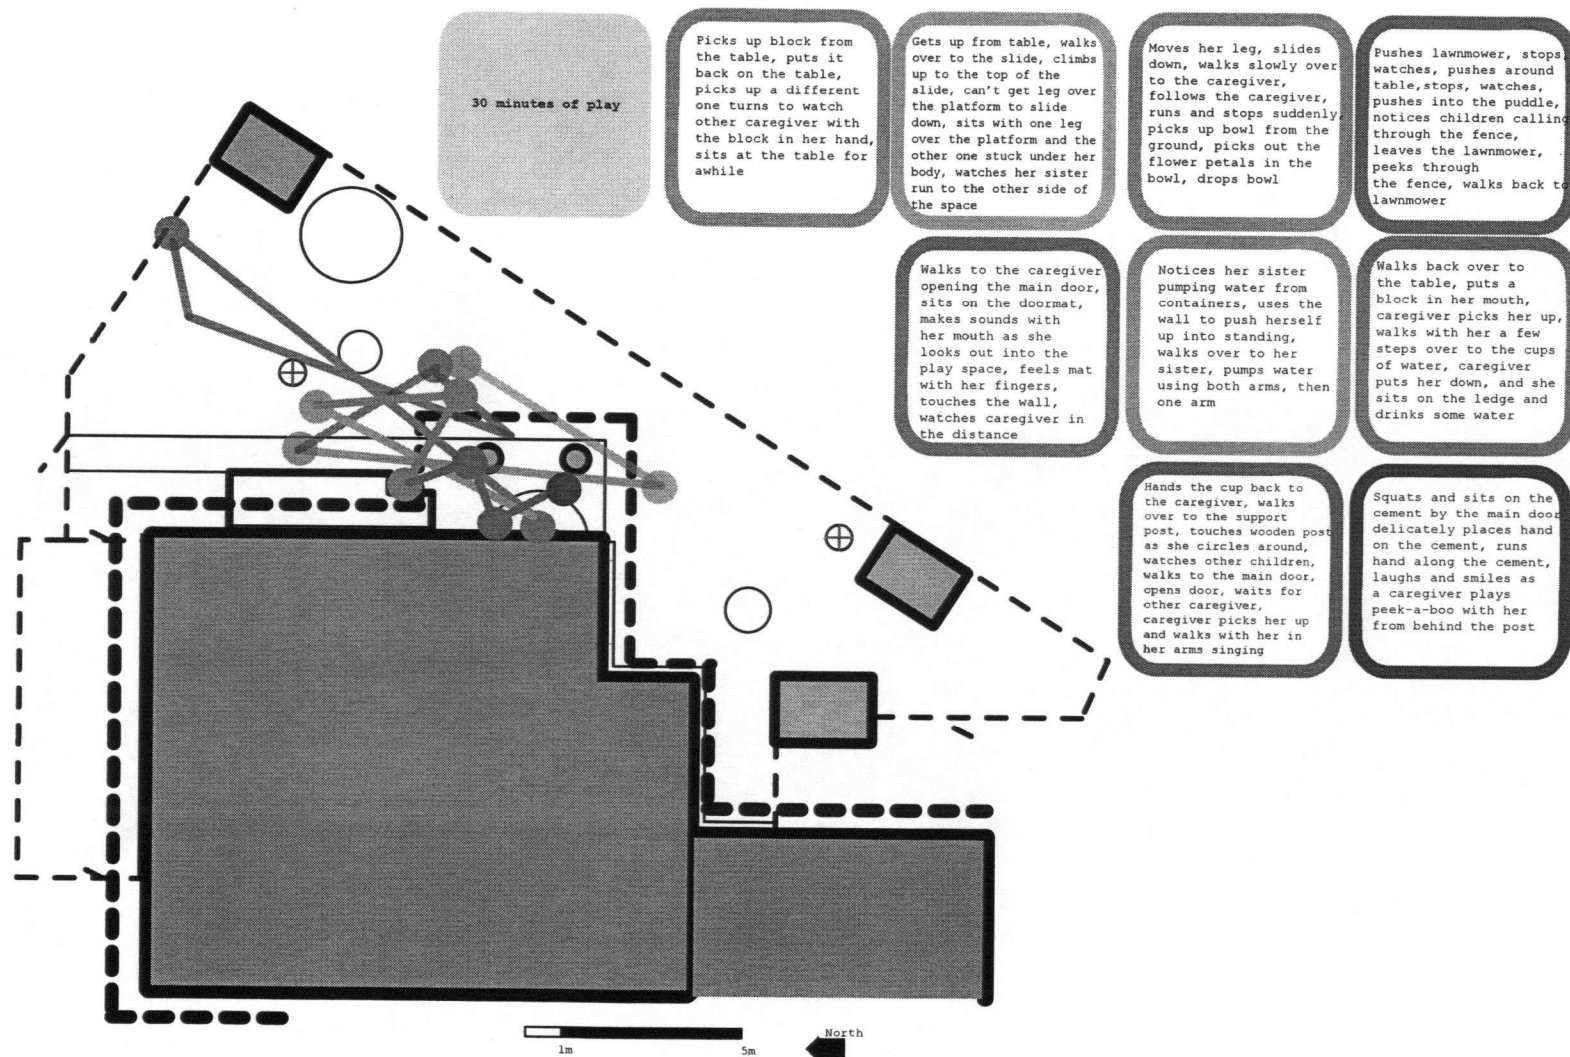 30 minutes of play
Picks up block from
the table, puts it
back on the table,
picks up a different
one turns to watch
other caregiver with
the block in her hand,
sits at the table for
awhile
Gets up from table, walks
over to the slide, climbs
up to the top of the
slide, can't get leg over
the platform to slide
down, sits with one leg
over the platform and the
other one stuck under her
body, watches her sister
run to the other side of
the space
Moves her leg, slides
down, walks slowly over
to the caregiver,
follows the caregiver,
runs and stops suddenly,
picks up bowl from the
ground, picks out the
flower petals in the
bowl, drops bowl
Pushes lawnmower, stops,
watches, pushes around
table,stops, watches,
pushes into the puddle,
notices children calling
through the fence,
leaves the lawnmower,
peeks through
the fence, walks back to
lawnmower
Walks to the caregiver
opening the main door,
sits on the doormat,
makes sounds with
her mouth as she
looks out into the
play space, feels mat
with her fingers,
touches the wall,
watches caregiver in
the distance
Notices her sister
pumping water from
containers, uses the
wall to push herself
up into standing,
walks over to her
sister, pumps water
using both arms, then
one arm
Walks back over to
the table, puts a
block in her mouth,
caregiver picks her up,
walks with her a few
steps over to the cups
of water, caregiver
puts her down, and she
sits on the ledge and
drinks some water
Hands the cup back to
the caregiver, walks
over to the support
post, touches wooden post
as she circles around,
watches other children,
walks to the main door,
opens door, waits for
other caregiver,
caregiver picks her up
and walks with her in
her arms singing
Squats and sits on the
cement by the main door
delicately places hand
on the cement, runs
hand along the cement,
laughs and smiles as
a caregiver plays
peek-a-boo with her
from behind the post
North
1m
5m